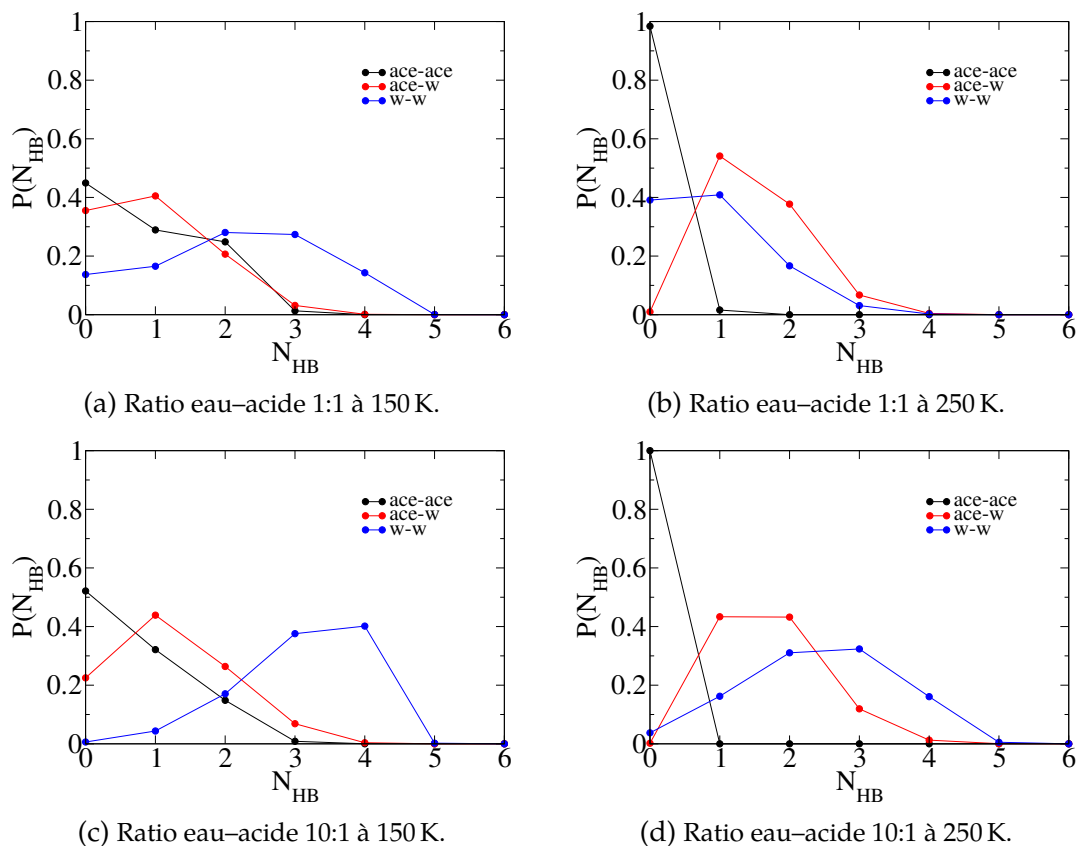 1
0.8
0.6
0.4
0.2
0
P(N_HB)
ace-ace
ace-w
w-w
0 1 2 3 4 5 6
N_HB
(a) Ratio eau–acide 1:1 à 150 K.
1
0.8
0.6
0.4
0.2
0
P(N_HB)
ace-ace
ace-w
w-w
0 1 2 3 4 5 6
N_HB
(b) Ratio eau–acide 1:1 à 250 K.
1
0.8
0.6
0.4
0.2
0
P(N_HB)
ace-ace
ace-w
w-w
0 1 2 3 4 5 6
N_HB
(c) Ratio eau–acide 10:1 à 150 K.
1
0.8
0.6
0.4
0.2
0
P(N_HB)
ace-ace
ace-w
w-w
0 1 2 3 4 5 6
N_HB
(d) Ratio eau–acide 10:1 à 250 K.